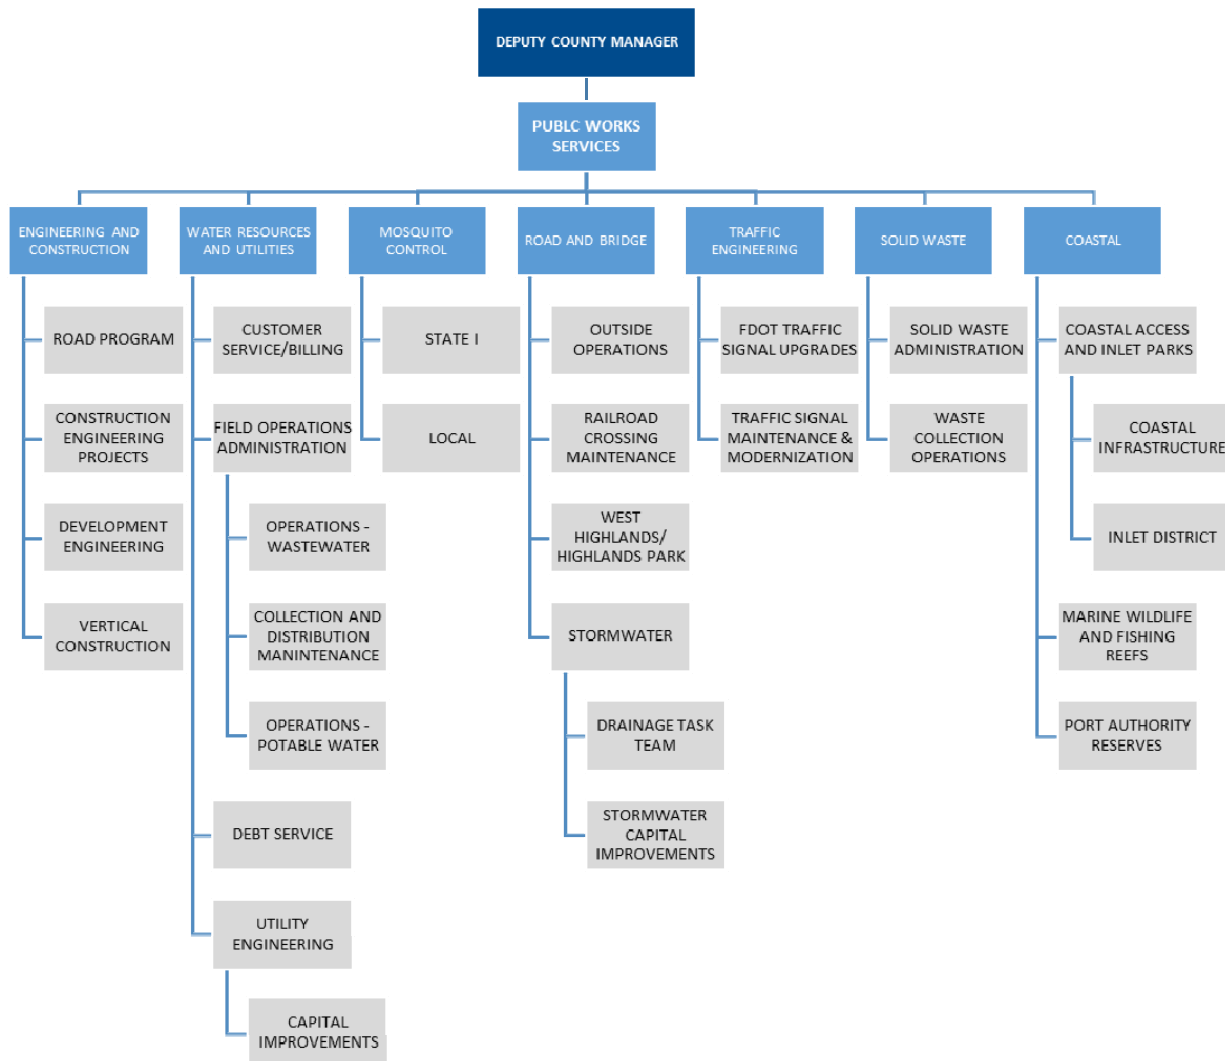 DEPUTY COUNTY MANAGER
PUBLC WORKS
SERVICES
ENGINEERING AND
CONSTRUCTION
WATER RESOURCES
AND UTILITIES
MOSQUITO
CONTROL
ROAD AND BRIDGE
TRAFFIC
ENGINEERING
SOLID WASTE
COASTAL
ROAD PROGRAM
CONSTRUCTION
ENGINEERING
PROJECTS
DEVELOPMENT
ENGINEERING
VERTICAL
CONSTRUCTION
CUSTOMER
SERVICE/BILLING
FIELD OPERATIONS
ADMINISTRATION
OPERATIONS -
WASTEWATER
COLLECTION AND
DISTRIBUTION
MANINTENANCE
OPERATIONS -
POTABLE WATER
DEBT SERVICE
UTILITY
ENGINEERING
CAPITAL
IMPROVEMENTS
STATE I
LOCAL
OUTSIDE
OPERATIONS
RAILROAD
CROSSING
MAINTENANCE
WEST
HIGHLANDS/
HIGHLANDS PARK
STORMWATER
DRAINAGE TASK
TEAM
STORMWATER
CAPITAL
IMPROVEMENTS
FDOT TRAFFIC
SIGNAL UPGRADES
TRAFFIC SIGNAL
MAINTENANCE &
MODERNIZATION
SOLID WASTE
ADMINISTRATION
WASTE
COLLECTION
OPERATIONS
COASTAL ACCESS
AND INLET PARKS
COASTAL
INFRASTRUCTURE
INLET DISTRICT
MARINE WILDLIFE
AND FISHING
REEFS
PORT AUTHORITY
RESERVES